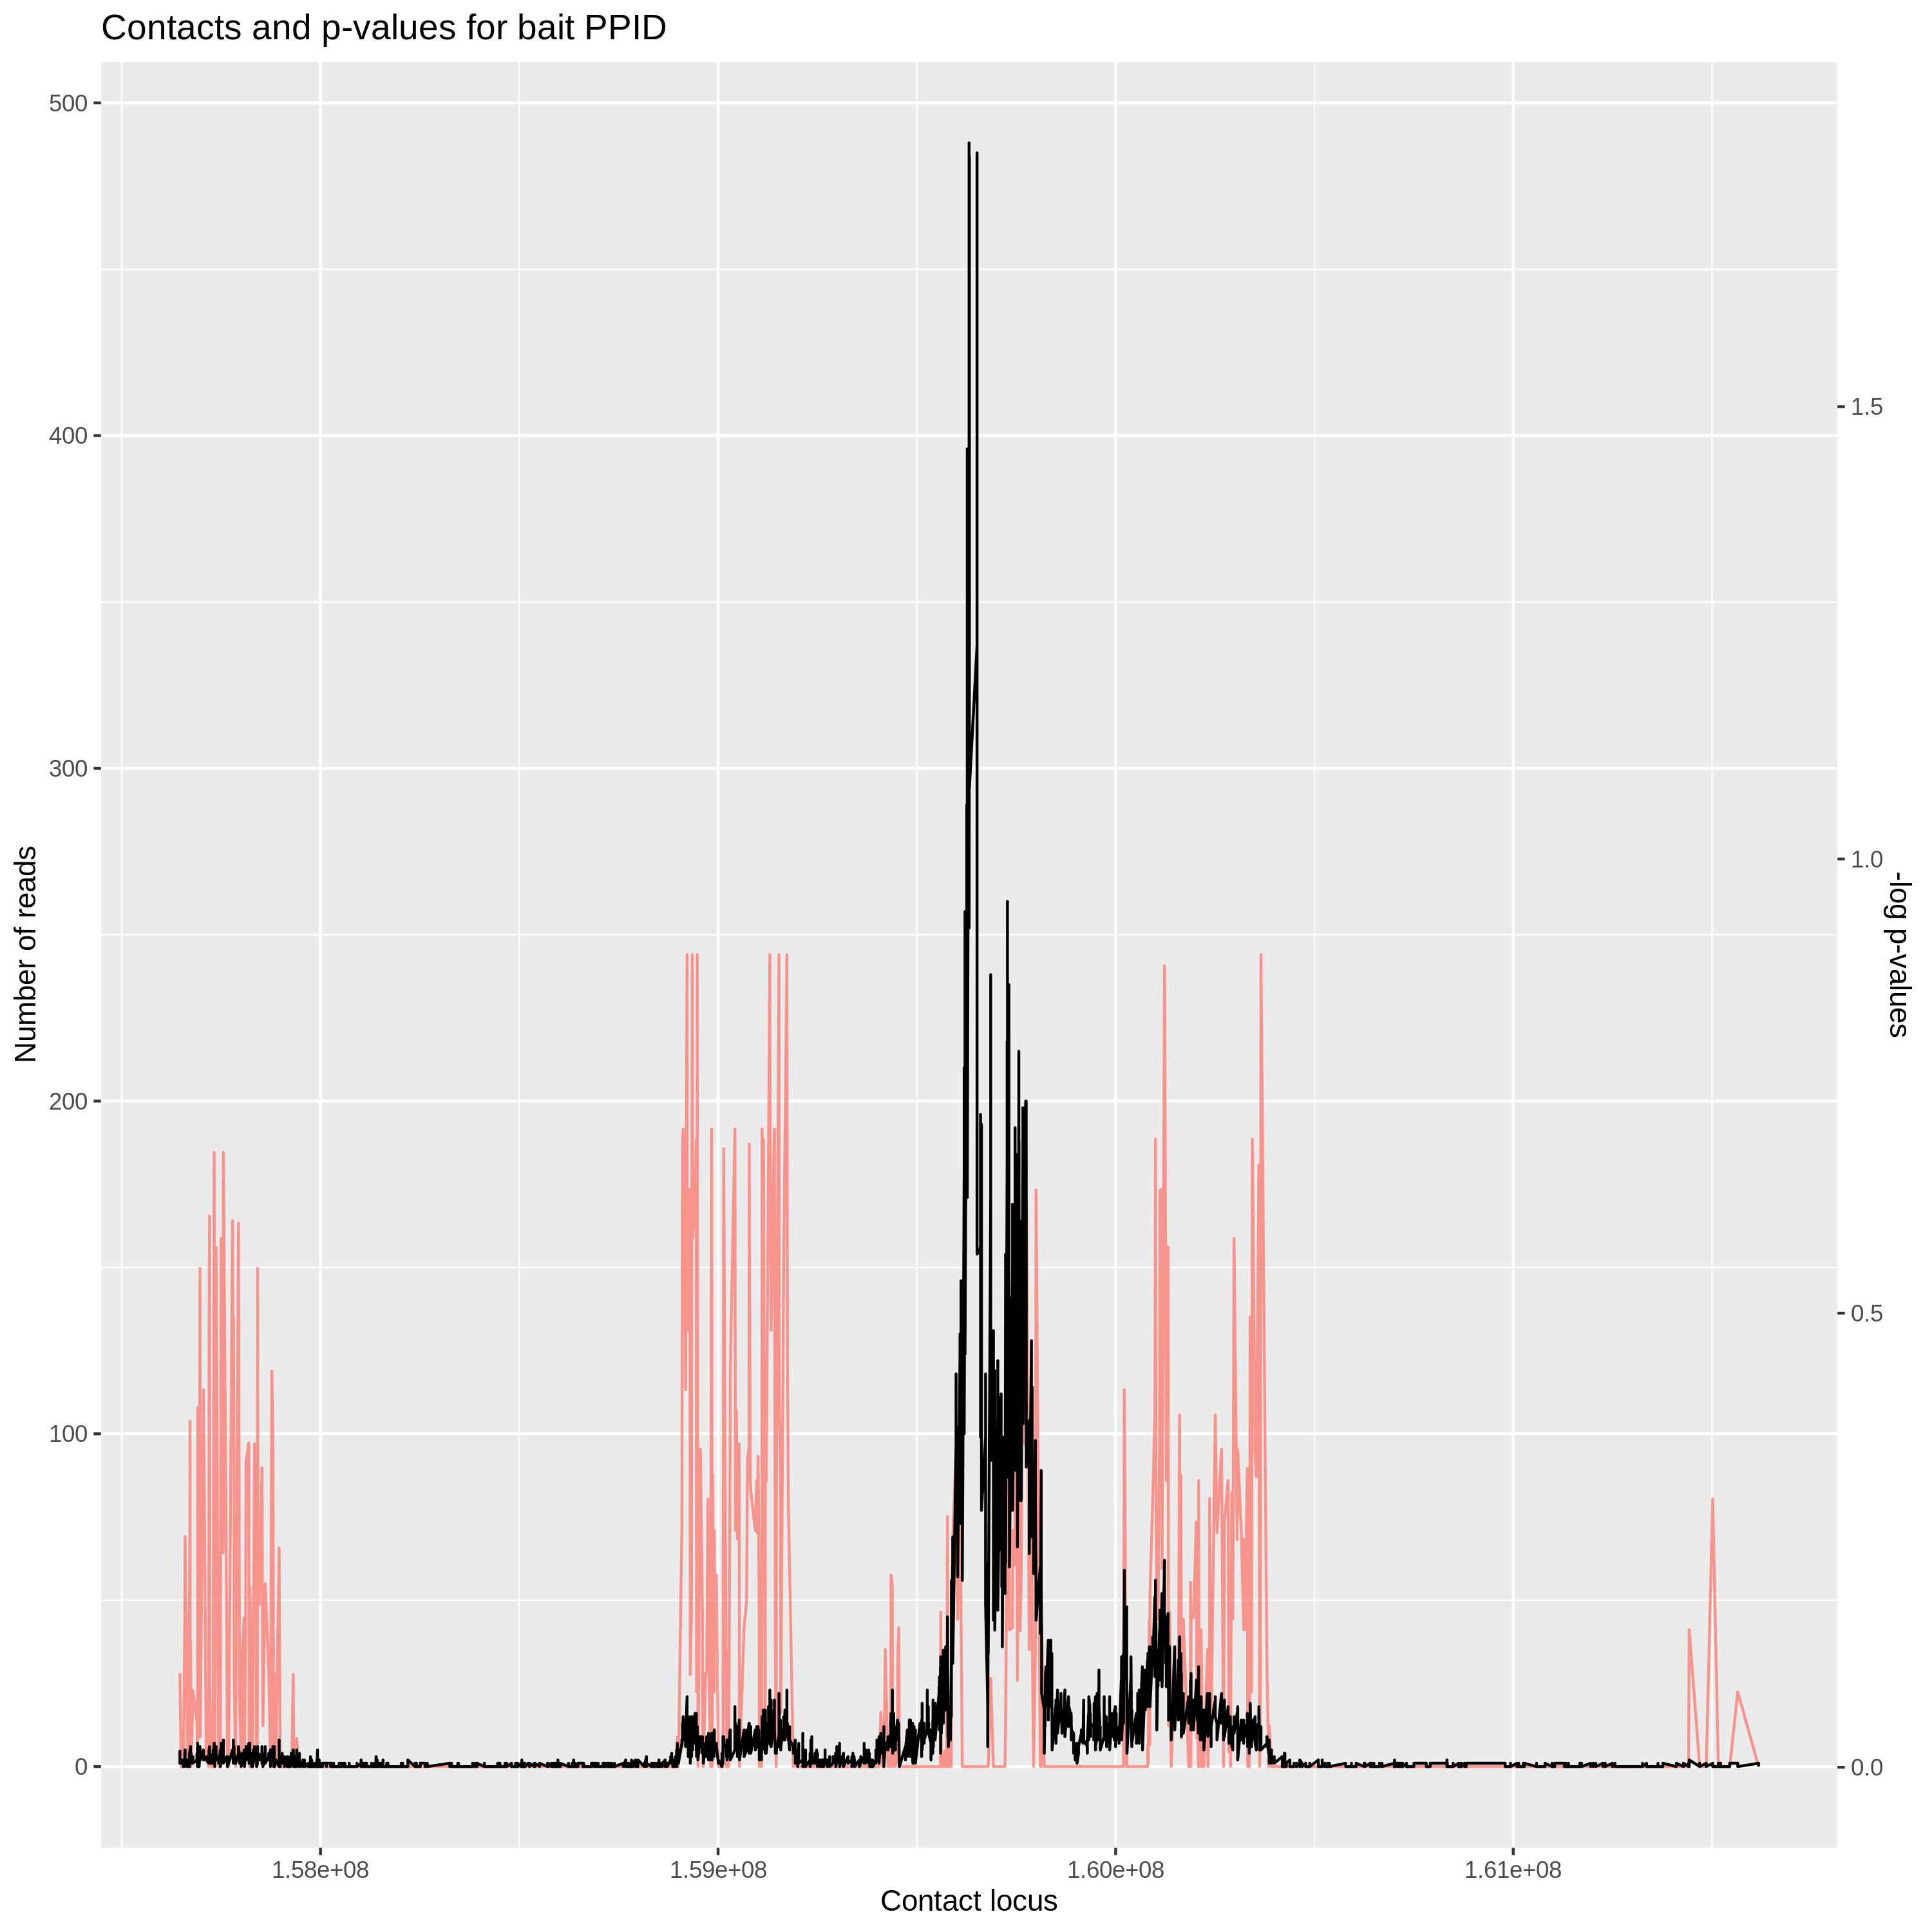 Contacts and p-values for bait PPID
500
400
300
200
100
0
Number of reads
1.5
1.0
0.5
0.0
-log p-values
1.58e+08
1.59e+08
1.60e+08
1.61e+08
Contact locus